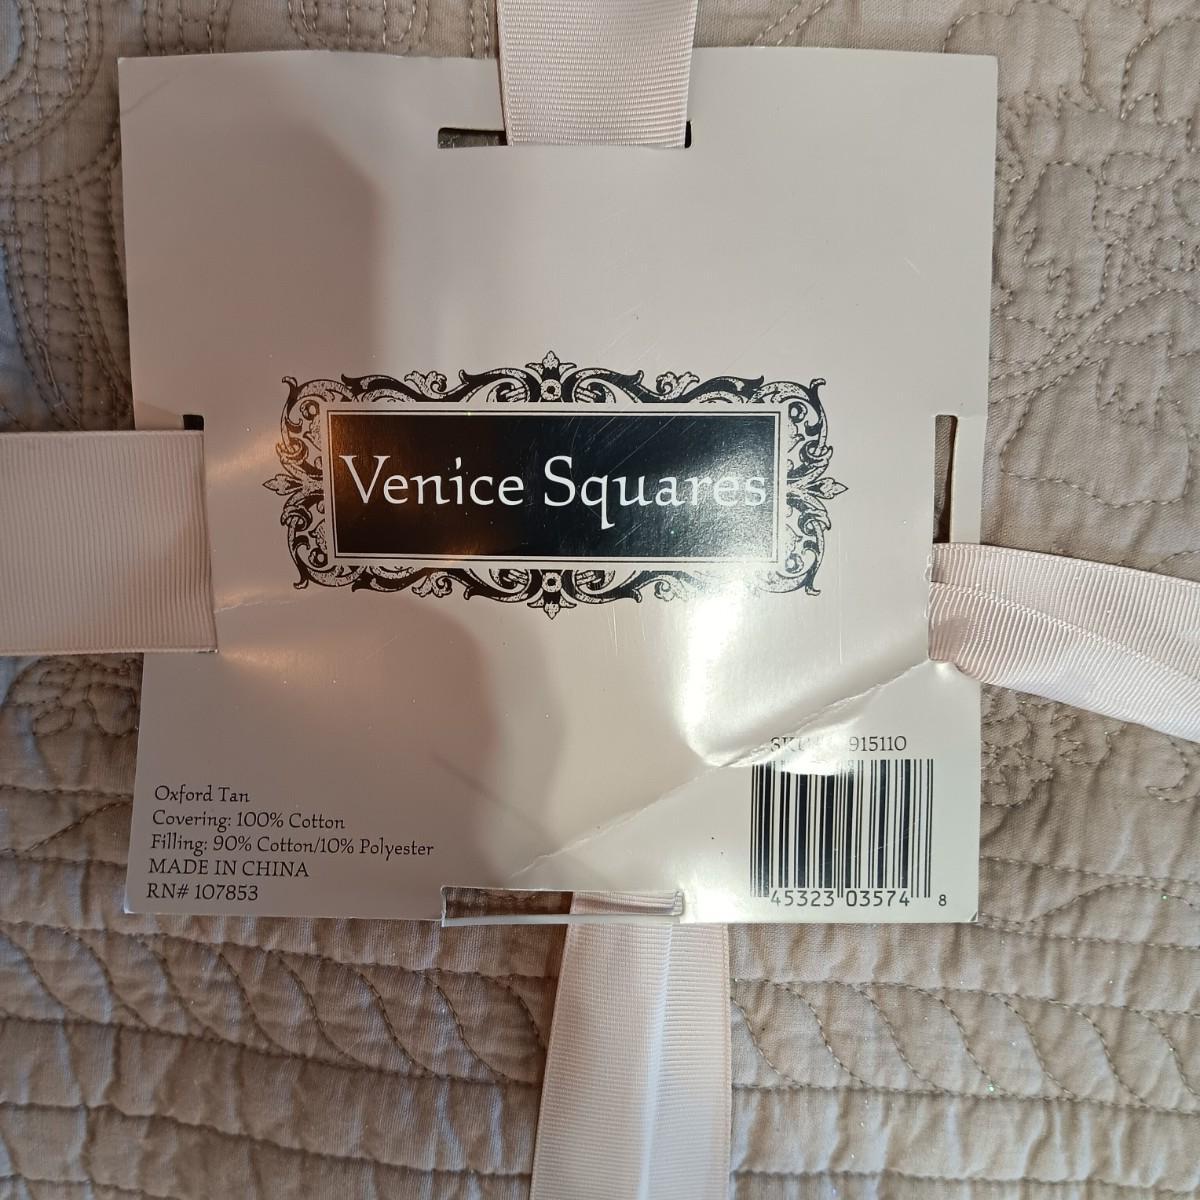 Venice Squares
915110
Oxford Tan
Covering: 100% Cotton
Filling: 90% Cotton/10% Polyester
MADE IN CHINA
RN# 107853
45323 03574 8